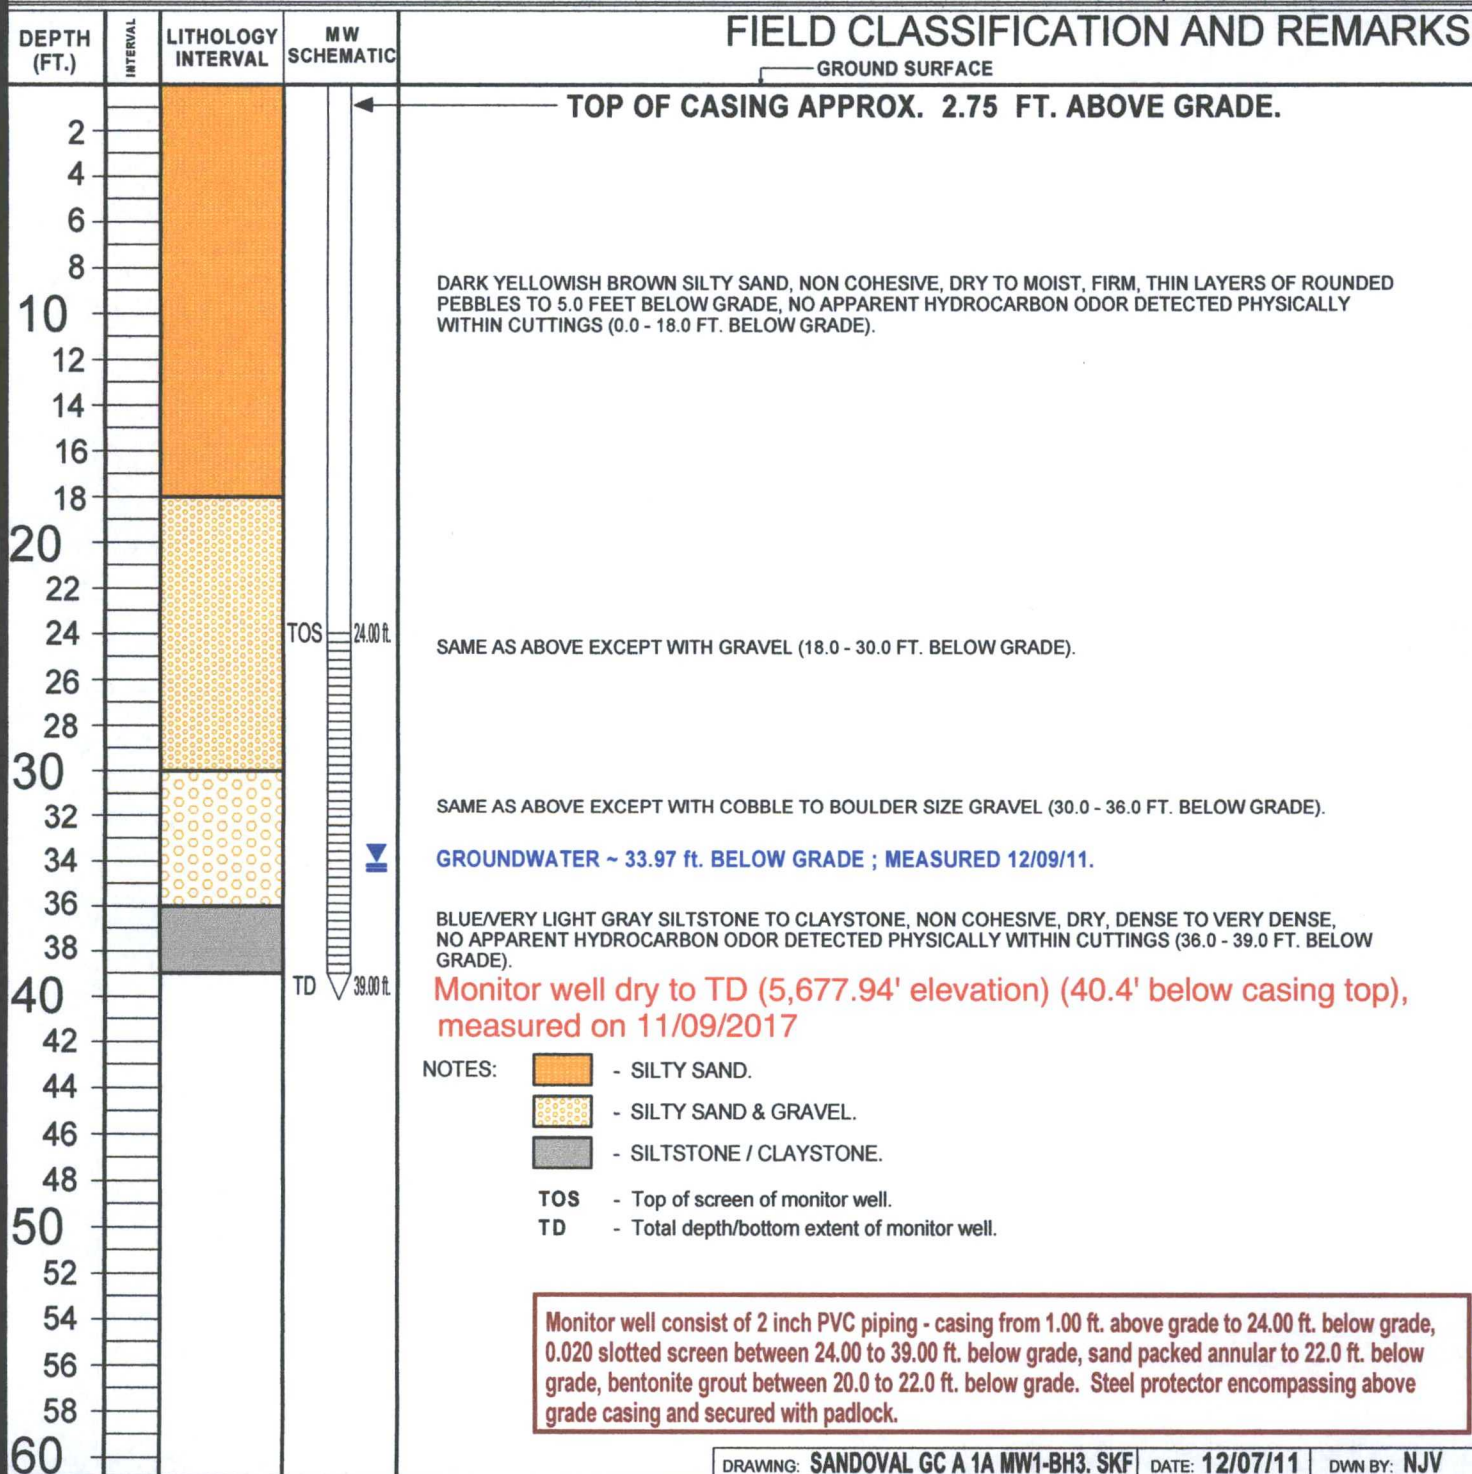 DEPTH
(FT.)
INTERVAL
LITHOLOGY
INTERVAL
MW
SCHEMATIC
FIELD CLASSIFICATION AND REMARKS
GROUND SURFACE
TOP OF CASING APPROX. 2.75 FT. ABOVE GRADE.
2
4
6
8
10
12
14
16
18
20
22
24
26
28
30
32
34
36
38
40
42
44
46
48
50
52
54
56
58
60
TOS
24.00 ft.
TD
39.00 ft.
DARK YELLOWISH BROWN SILTY SAND, NON COHESIVE, DRY TO MOIST, FIRM, THIN LAYERS OF ROUNDED
PEBBLES TO 5.0 FEET BELOW GRADE, NO APPARENT HYDROCARBON ODOR DETECTED PHYSICALLY
WITHIN CUTTINGS (0.0 - 18.0 FT. BELOW GRADE).
SAME AS ABOVE EXCEPT WITH GRAVEL (18.0 - 30.0 FT. BELOW GRADE).
SAME AS ABOVE EXCEPT WITH COBBLE TO BOULDER SIZE GRAVEL (30.0 - 36.0 FT. BELOW GRADE).
GROUNDWATER ~ 33.97 ft. BELOW GRADE ; MEASURED 12/09/11.
BLUE/VERY LIGHT GRAY SILTSTONE TO CLAYSTONE, NON COHESIVE, DRY, DENSE TO VERY DENSE,
NO APPARENT HYDROCARBON ODOR DETECTED PHYSICALLY WITHIN CUTTINGS (36.0 - 39.0 FT. BELOW
GRADE).
Monitor well dry to TD (5,677.94' elevation) (40.4' below casing top),
measured on 11/09/2017
NOTES:
- SILTY SAND.
- SILTY SAND & GRAVEL.
- SILTSTONE / CLAYSTONE.
TOS - Top of screen of monitor well.
TD - Total depth/bottom extent of monitor well.
Monitor well consist of 2 inch PVC piping - casing from 1.00 ft. above grade to 24.00 ft. below grade,
0.020 slotted screen between 24.00 to 39.00 ft. below grade, sand packed annular to 22.0 ft. below
grade, bentonite grout between 20.0 to 22.0 ft. below grade. Steel protector encompassing above
grade casing and secured with padlock.
DRAWING: SANDOVAL GC A 1A MW1-BH3. SKF DATE: 12/07/11 DWN BY: NJV